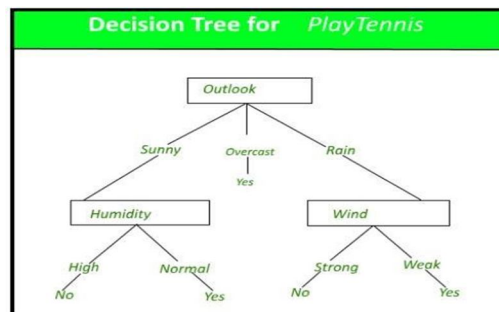 Decision Tree for PlayTennis
Outlook
Sunny Overcast Rain
Yes
Humidity Wind
High Normal Strong Weak
No Yes No Yes